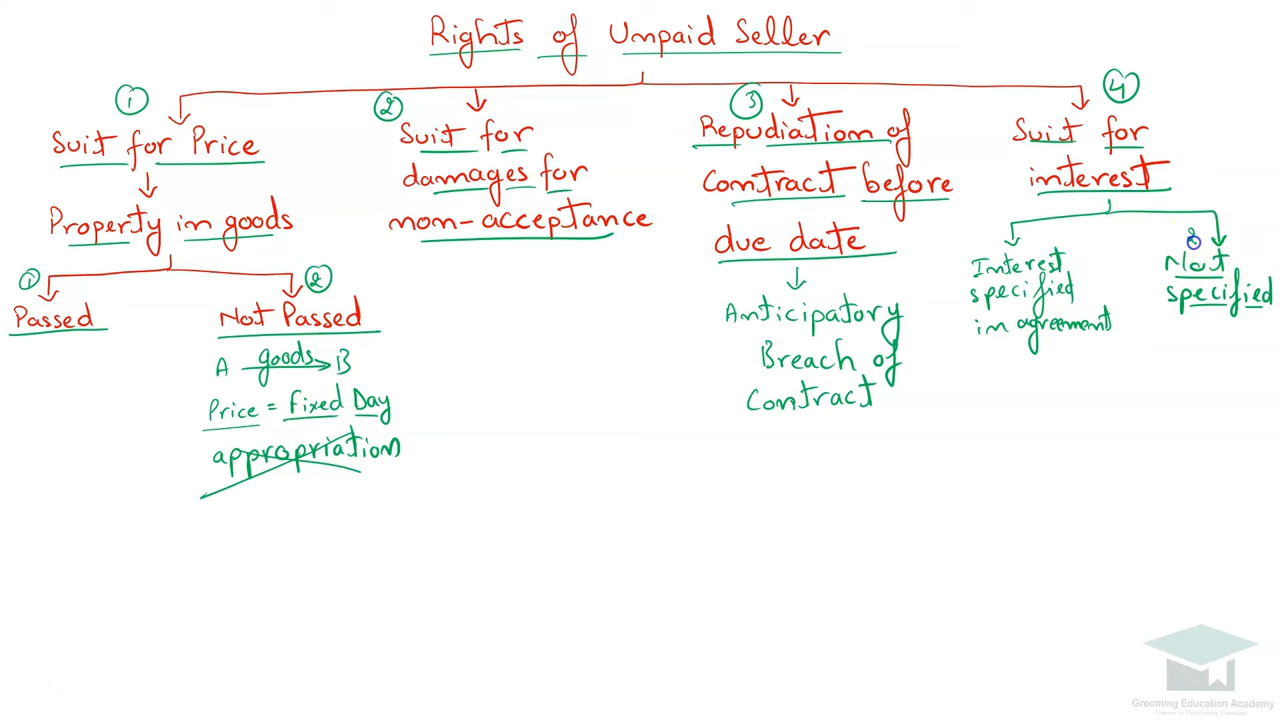 Rights of Unpaid Seller
①
Suit for Price
Property in goods
①
Passed
②
Not Passed
A goods B
Price = Fixed Day
appropriation
②
Suit for
damages for
non-acceptance
③
Repudiation of
Contract before
due date
Anticipatory
Breach of
Contract
④
Suit for
interest
Interest
specified
in agreement
Not
specified
Grooming Education Academy